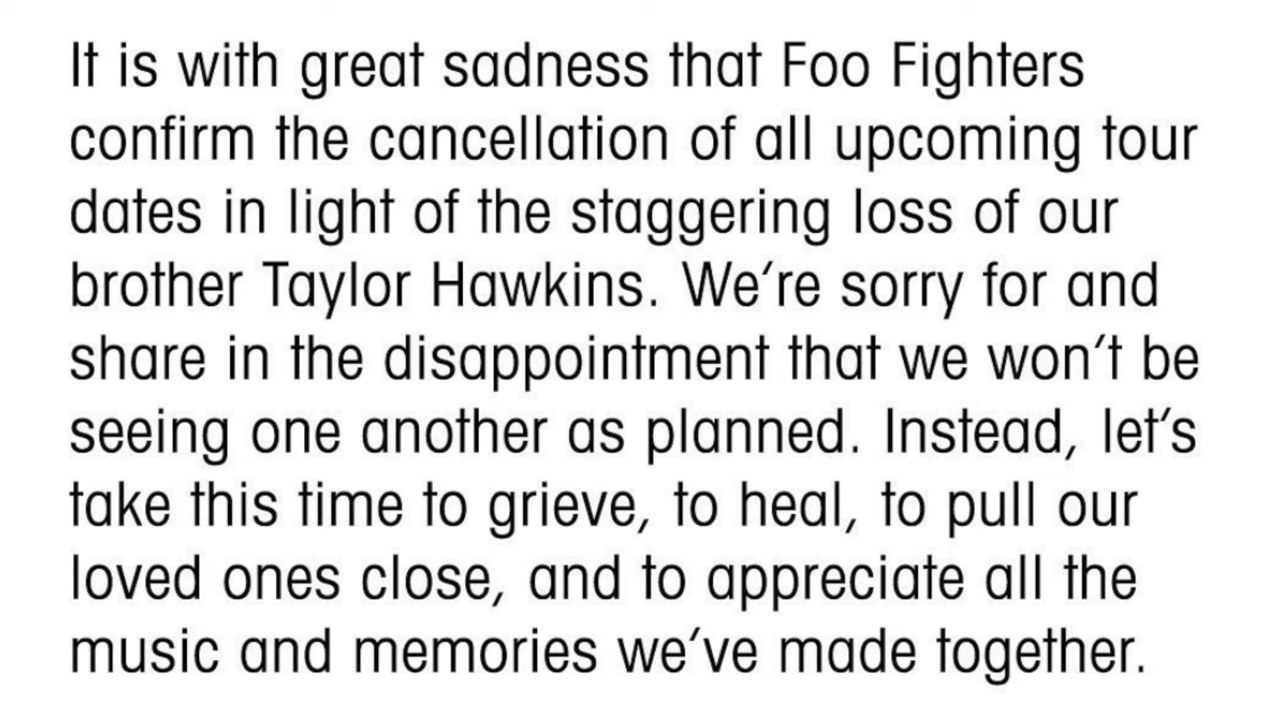 It is with great sadness that Foo Fighters
confirm the cancellation of all upcoming tour
dates in light of the staggering loss of our
brother Taylor Hawkins. We’re sorry for and
share in the disappointment that we won’t be
seeing one another as planned. Instead, let’s
take this time to grieve, to heal, to pull our
loved ones close, and to appreciate all the
music and memories we’ve made together.